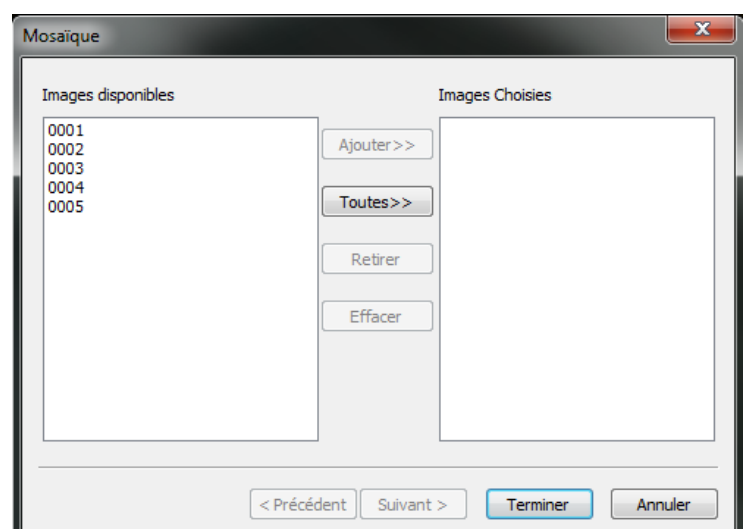 Mosaïque
Images disponibles
Images Choisies
0001
0002
0003
0004
0005
Ajouter>>
Toutes>>
Retirer
Effacer
< Précédent
Suivant >
Terminer
Annuler